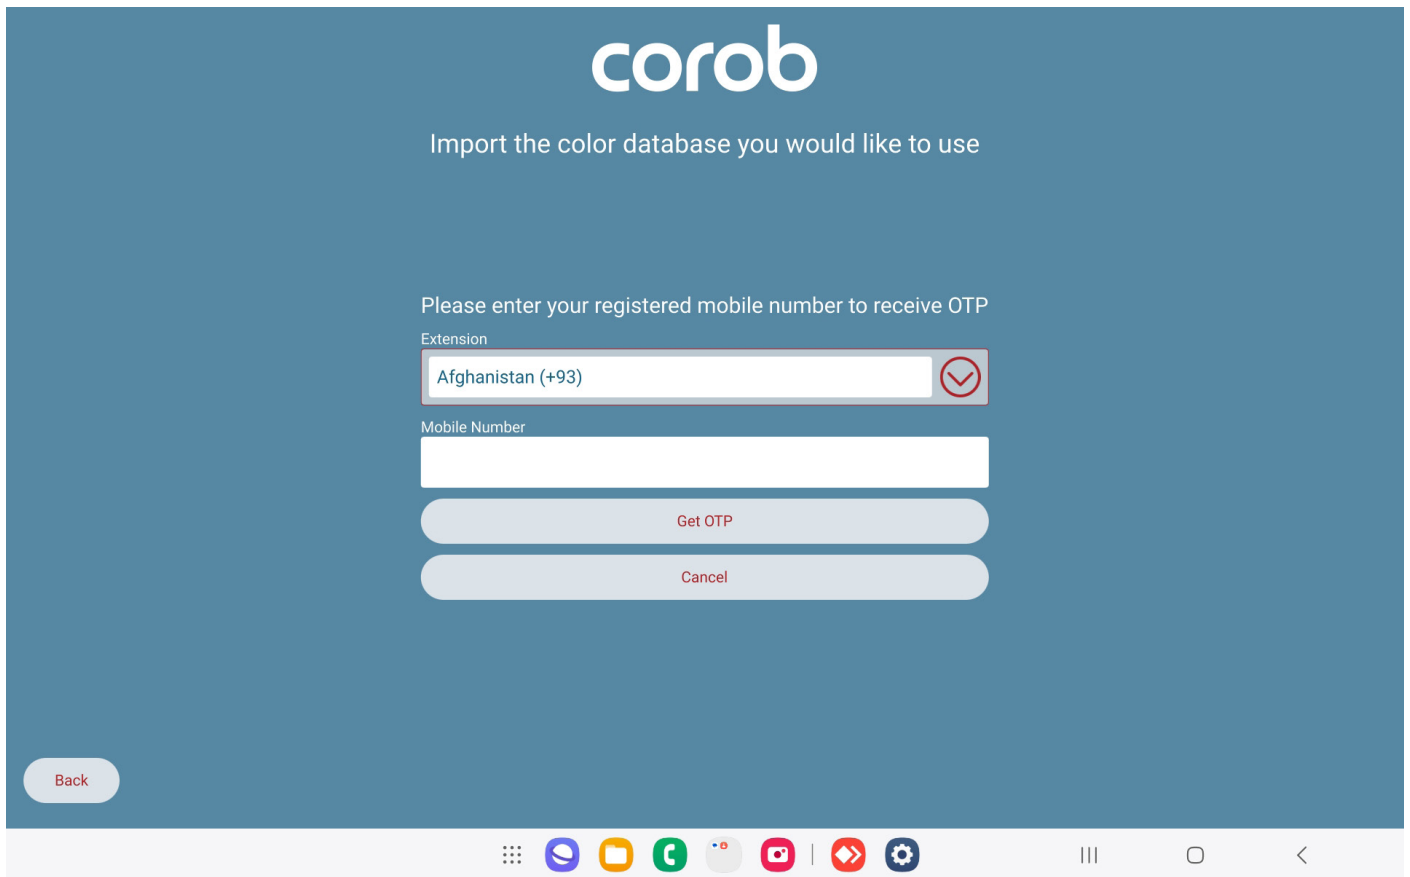 corob
Import the color database you would like to use
Please enter your registered mobile number to receive OTP
Extension
Afghanistan (+93)
Mobile Number
Get OTP
Cancel
Back